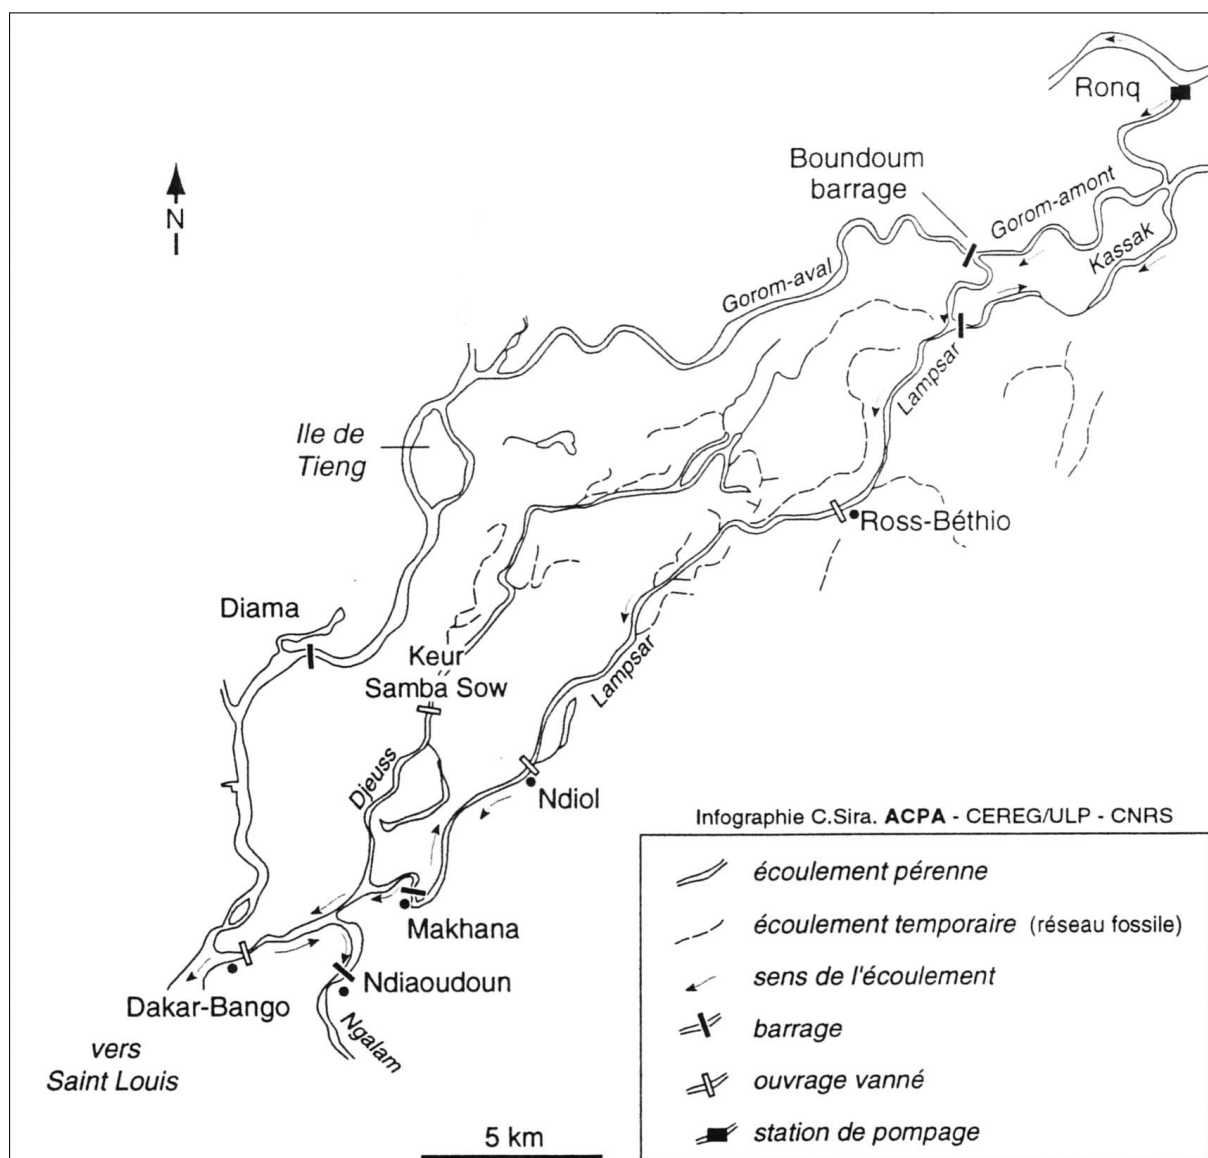 Ronq
Boundoum
barrage
Gorom-amont
N
Kassak
Gorom-aval
Lampsar
Ile de
Tieng
Ross-Béthio
Diama
Keur
Samba Sow
Lampsar
Djeuss
Ndiol
Makhana
Ndiaoudoun
Dakar-Bango
Ngalam
vers
Saint Louis
5 km
Infographie C.Sira. ACPA - CEREG/ULP - CNRS
écoulement pérenne
écoulement temporaire (réseau fossile)
sens de l'écoulement
barrage
ouvrage vanné
station de pompage